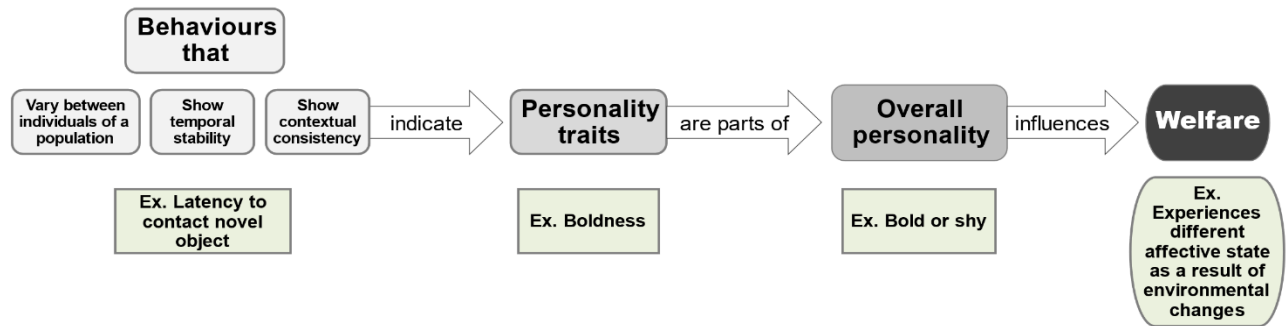 Behaviours
that
Vary between
individuals of a
population
Show
temporal
stability
Show
contextual
consistency
indicate
Personality
traits
are parts of
Overall
personality
influences
Welfare
Ex. Latency to
contact novel
object
Ex. Boldness
Ex. Bold or shy
Ex.
Experiences
different
affective state
as a result of
environmental
changes